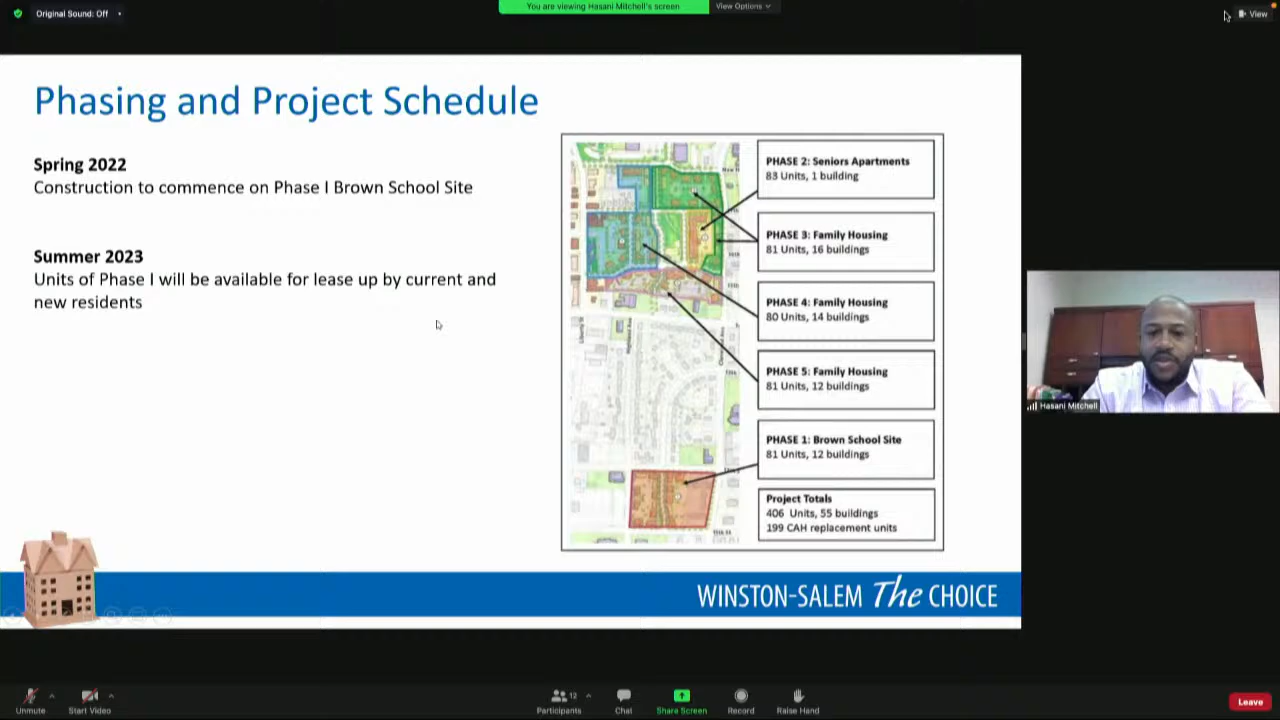 Original Sound: Off
You are viewing Hasani Mitchell's screen
View Options
View
Phasing and Project Schedule
Spring 2022
Construction to commence on Phase I Brown School Site
Summer 2023
Units of Phase I will be available for lease up by current and
new residents
PHASE 2: Seniors Apartments
83 Units, 1 building
PHASE 3: Family Housing
81 Units, 16 buildings
PHASE 4: Family Housing
80 Units, 14 buildings
PHASE 5: Family Housing
81 Units, 12 buildings
PHASE 1: Brown School Site
81 Units, 12 buildings
Project Totals
406 Units, 55 buildings
199 CAH replacement units
Hasani Mitchell
WINSTON-SALEM The CHOICE
Unmute
Start Video
Participants
12
Chat
Share Screen
Record
Raise Hand
Leave